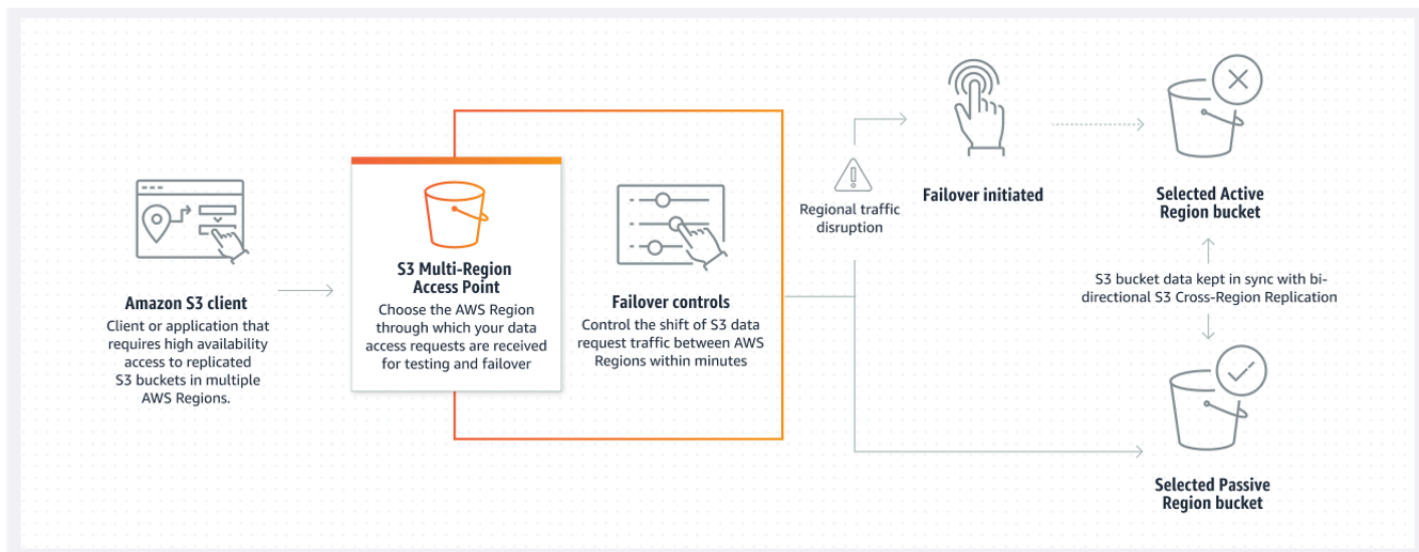 Amazon S3 client
Client or application that
requires high availability
access to replicated
S3 buckets in multiple
AWS Regions.
S3 Multi-Region
Access Point
Choose the AWS Region
through which your data
access requests are received
for testing and failover
Failover controls
Control the shift of S3 data
request traffic between AWS
Regions within minutes
Regional traffic
disruption
Failover initiated
Selected Active
Region bucket
S3 bucket data kept in sync with bi-
directional S3 Cross-Region Replication
Selected Passive
Region bucket